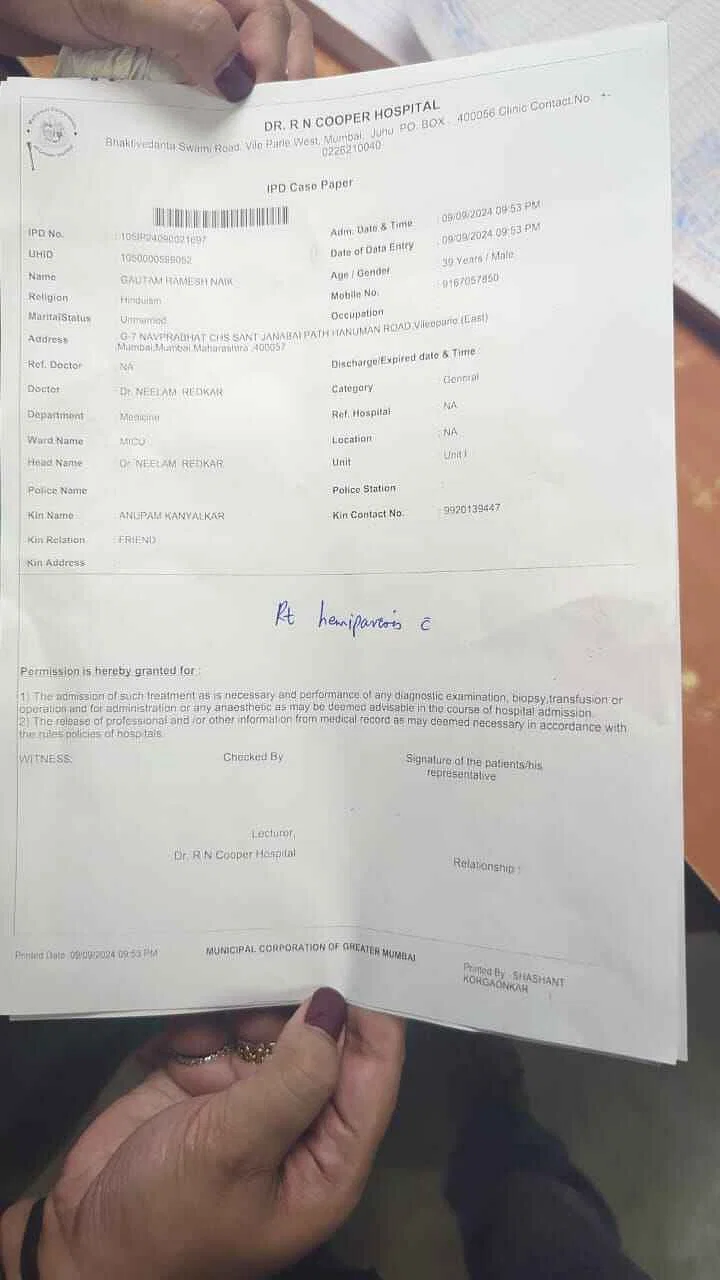 DR. R N COOPER HOSPITAL
Bhaktivedanta Swami Road, Vile Parle West, Mumbai, Juhu PO. BOX . 400056 Clinic Contact.No +-
0226210040
IPD Case Paper
IPD No. : 105IP24090021697 Adm. Date & Time : 09/09/2024 09:53 PM
UHID : 1050000589052 Date of Data Entry : 09/09/2024 09:53 PM
Name : GAUTAM RAMESH NAIK Age / Gender : 39 Years / Male
Religion : Hinduism Mobile No. : 9167057850
MaritalStatus : Unmarried Occupation :
Address : G-7 NAVPRABHAT CHS SANT JANABAI PATH HANUMAN ROAD,Vileeparle (East)
Mumbai,Mumbai,Maharashtra ,400057
Ref. Doctor : NA Discharge/Expired date & Time :
Doctor : Dr. NEELAM REDKAR Category : General
Department : Medicine Ref. Hospital : NA
Ward Name : MICU Location : NA
Head Name : Dr. NEELAM REDKAR Unit : Unit I
Police Name : Police Station :
Kin Name : ANUPAM KANYALKAR Kin Contact No. : 9920139447
Kin Relation : FRIEND
Kin Address :
Rt hemiparesis c̄
Permission is hereby granted for :
1) The admission of such treatment as is necessary and performance of any diagnostic examination, biopsy,transfusion or
operation and for administration or any anaesthetic as may be deemed advisable in the course of hospital admission.
2) The release of professional and /or other information from medical record as may deemed necessary in accordance with
the rules policies of hospitals.
WITNESS: Checked By Signature of the patients/his
representative
Lecturer,
Dr. R N Cooper Hospital
Relationship :
Printed Date :09/09/2024 09:53 PM MUNICIPAL CORPORATION OF GREATER MUMBAI Printed By - SHASHANT
KORGAONKAR